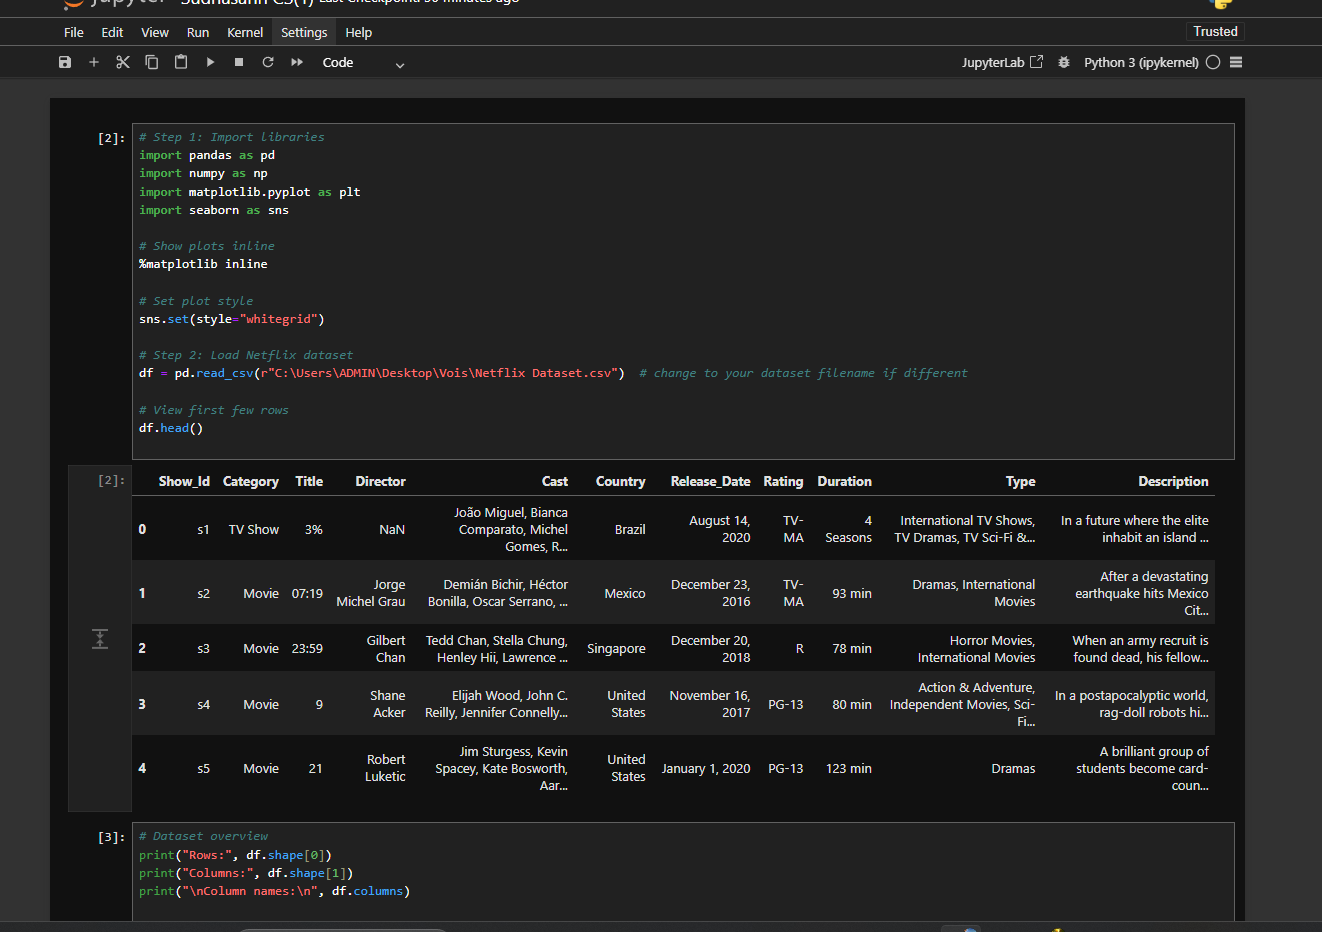 File Edit View Run Kernel Settings Help Trusted
Code JupyterLab Python 3 (ipykernel)
[2]:
# Step 1: Import libraries
import pandas as pd
import numpy as np
import matplotlib.pyplot as plt
import seaborn as sns
# Show plots inline
%matplotlib inline
# Set plot style
sns.set(style="whitegrid")
# Step 2: Load Netflix dataset
df = pd.read_csv(r"C:\Users\ADMIN\Desktop\Vois\Netflix Dataset.csv") # change to your dataset filename if different
# View first few rows
df.head()
[2]:
Show_Id Category Title Director Cast Country Release_Date Rating Duration Type Description
0 s1 TV Show 3% NaN João Miguel, Bianca Comparato, Michel Gomes, R... Brazil August 14, 2020 TV-MA 4 Seasons International TV Shows, TV Dramas, TV Sci-Fi &... In a future where the elite inhabit an island ...
1 s2 Movie 07:19 Jorge Michel Grau Demián Bichir, Héctor Bonilla, Oscar Serrano, ... Mexico December 23, 2016 TV-MA 93 min Dramas, International Movies After a devastating earthquake hits Mexico Cit...
2 s3 Movie 23:59 Gilbert Chan Tedd Chan, Stella Chung, Henley Hii, Lawrence ... Singapore December 20, 2018 R 78 min Horror Movies, International Movies When an army recruit is found dead, his fellow...
3 s4 Movie 9 Shane Acker Elijah Wood, John C. Reilly, Jennifer Connelly... United States November 16, 2017 PG-13 80 min Action & Adventure, Independent Movies, Sci-Fi... In a postapocalyptic world, rag-doll robots hi...
4 s5 Movie 21 Robert Luketic Jim Sturgess, Kevin Spacey, Kate Bosworth, Aar... United States January 1, 2020 PG-13 123 min Dramas A brilliant group of students become card-coun...
[3]:
# Dataset overview
print("Rows:", df.shape[0])
print("Columns:", df.shape[1])
print("\nColumn names:\n", df.columns)